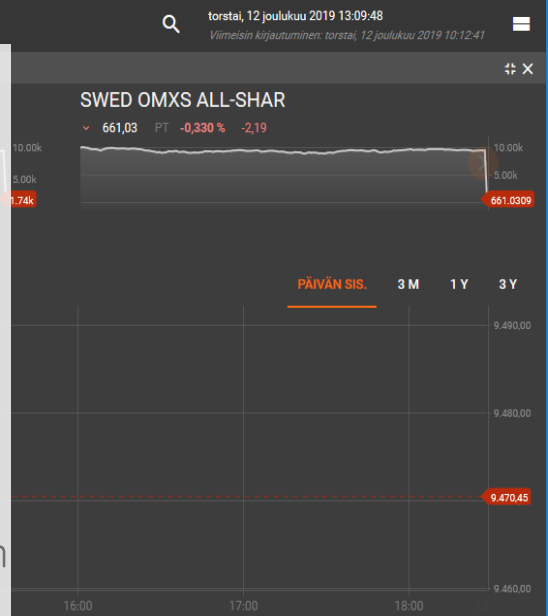 torstai, 12 joulukuu 2019 13:09:48
Viimeisin kirjautuminen: torstai, 12 joulukuu 2019 10:12:41
SWED OMXS ALL-SHAR
661,03 PT -0,330 % -2,19
10.00k
5.00k
1.74k
10.00k
5.00k
661.0309
PÄIVÄN SIS. 3 M 1 Y 3 Y
9.490,00
9.480,00
9.470,45
9.460,00
n
16:00 17:00 18:00